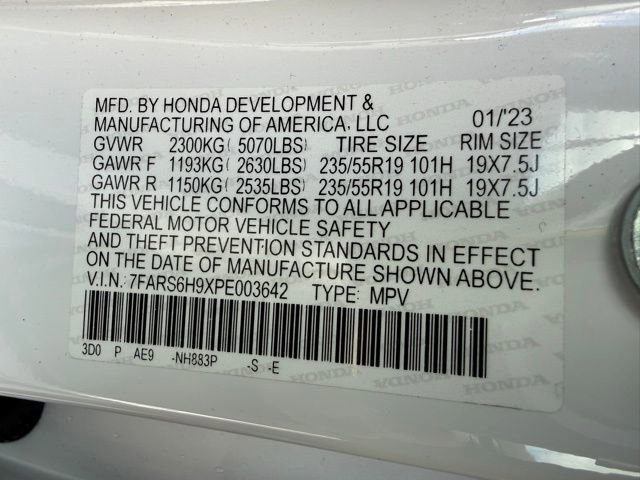 MFD. BY HONDA DEVELOPMENT &
MANUFACTURING OF AMERICA, LLC 01/'23
GVWR 2300KG( 5070LBS) TIRE SIZE RIM SIZE
GAWR F 1193KG( 2630LBS) 235/55R19 101H 19X7.5J
GAWR R 1150KG( 2535LBS) 235/55R19 101H 19X7.5J
THIS VEHICLE CONFORMS TO ALL APPLICABLE
FEDERAL MOTOR VEHICLE SAFETY
AND THEFT PREVENTION STANDARDS IN EFFECT
ON THE DATE OF MANUFACTURE SHOWN ABOVE.
V.I.N.: 7FARS6H9XPE003642 TYPE: MPV
3D0 P AE9 -NH883P -S -E